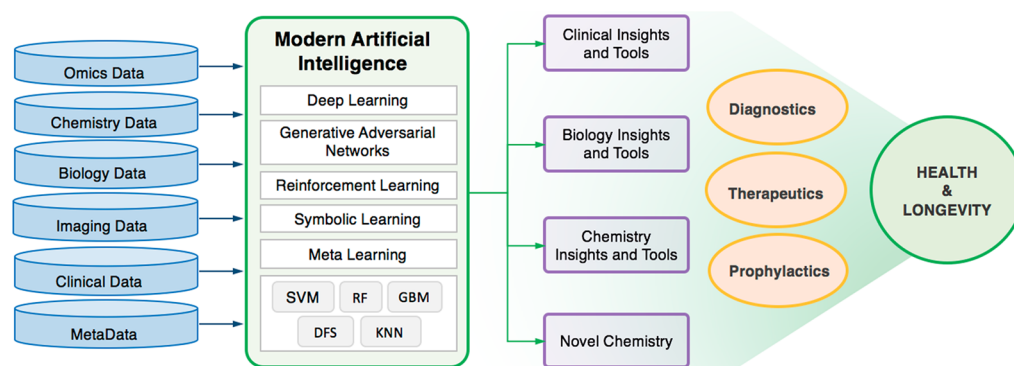 Omics Data
Chemistry Data
Biology Data
Imaging Data
Clinical Data
MetaData
Modern Artificial
Intelligence
Deep Learning
Generative Adversarial
Networks
Reinforcement Learning
Symbolic Learning
Meta Learning
SVM RF GBM
DFS KNN
Clinical Insights
and Tools
Biology Insights
and Tools
Chemistry
Insights and Tools
Novel Chemistry
Diagnostics
Therapeutics
Prophylactics
HEALTH
&
LONGEVITY